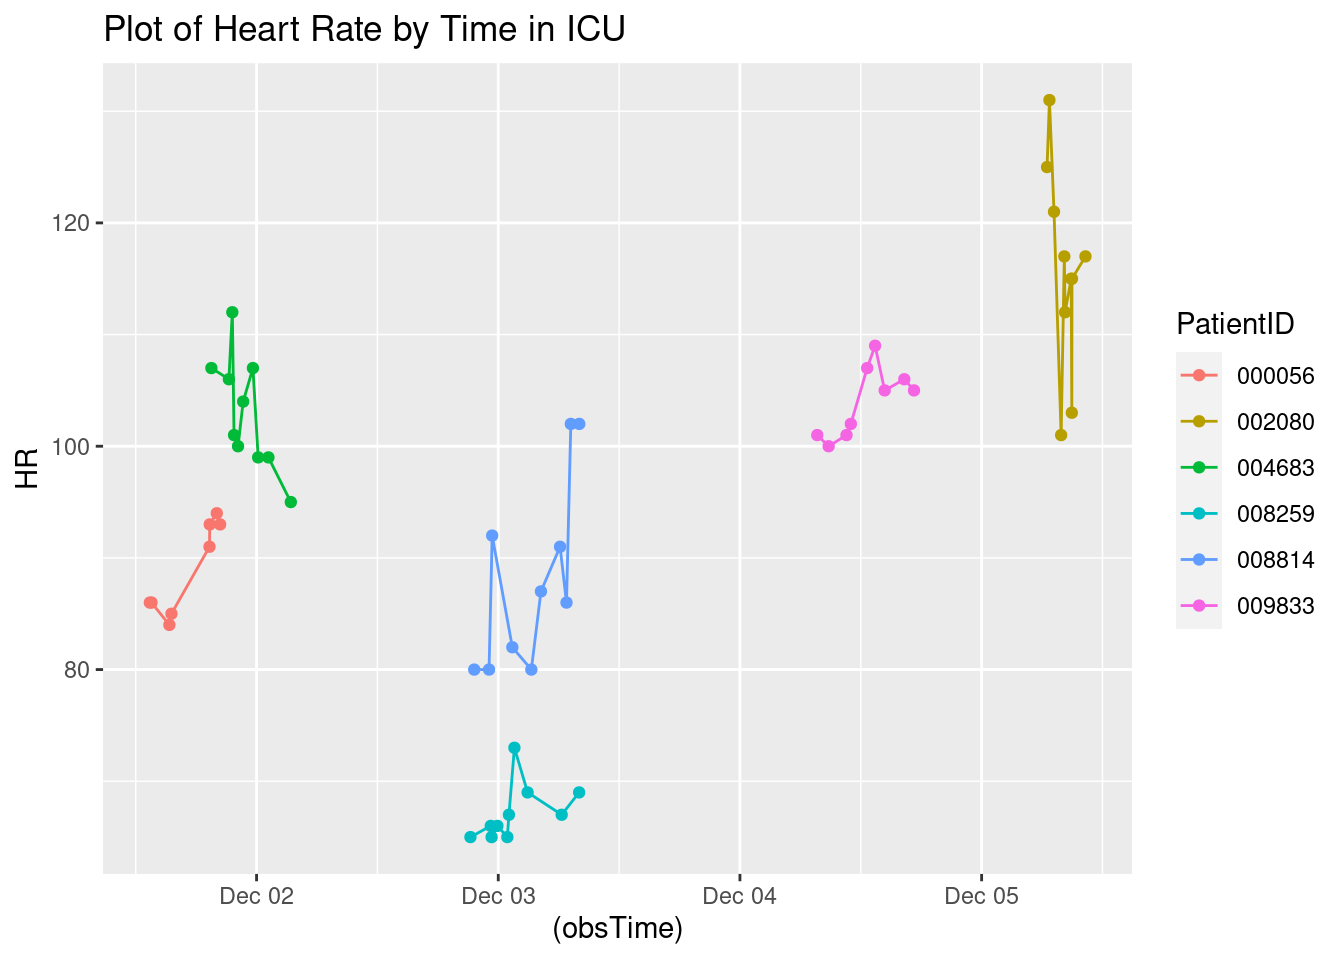 Plot of Heart Rate by Time in ICU
HR
120
100
80
Dec 02
Dec 03
Dec 04
Dec 05
(obsTime)
PatientID
000056
002080
004683
008259
008814
009833